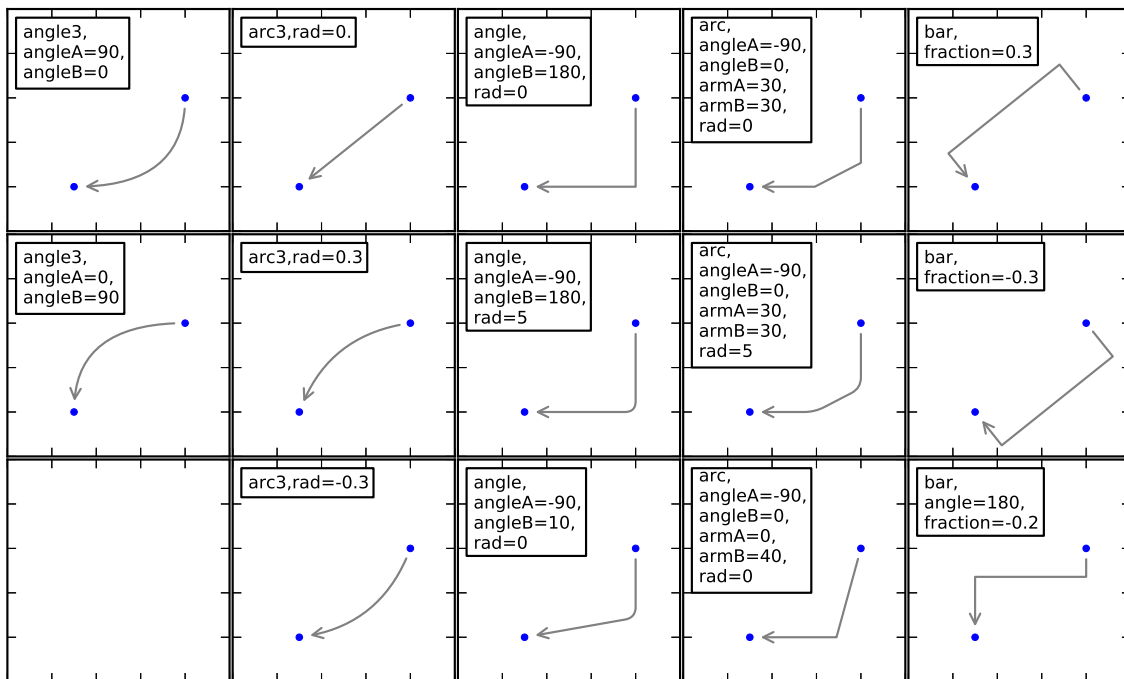 angle3,
angleA=90,
angleB=0
arc3,rad=0.
angle,
angleA=-90,
angleB=180,
rad=0
arc,
angleA=-90,
angleB=0,
armA=30,
armB=30,
rad=0
bar,
fraction=0.3
angle3,
angleA=0,
angleB=90
arc3,rad=0.3
angle,
angleA=-90,
angleB=180,
rad=5
arc,
angleA=-90,
angleB=0,
armA=30,
armB=30,
rad=5
bar,
fraction=-0.3
arc3,rad=-0.3
angle,
angleA=-90,
angleB=10,
rad=0
arc,
angleA=-90,
angleB=0,
armA=0,
armB=40,
rad=0
bar,
angle=180,
fraction=-0.2